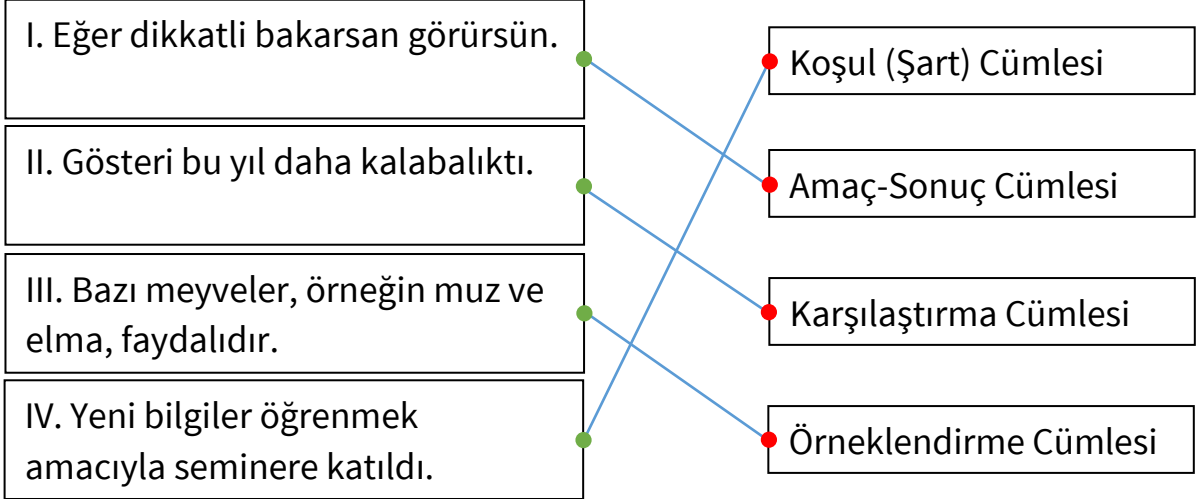 I. Eğer dikkatli bakarsan görürsün.
II. Gösteri bu yıl daha kalabalıktı.
III. Bazı meyveler, örneğin muz ve
elma, faydalıdır.
IV. Yeni bilgiler öğrenmek
amacıyla seminere katıldı.
Koşul (Şart) Cümlesi
Amaç-Sonuç Cümlesi
Karşılaştırma Cümlesi
Örneklendirme Cümlesi